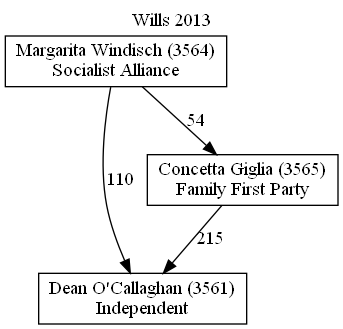 Wills 2013
Margarita Windisch (3564)
Socialist Alliance
54
Concetta Giglia (3565)
Family First Party
110
215
Dean O'Callaghan (3561)
Independent